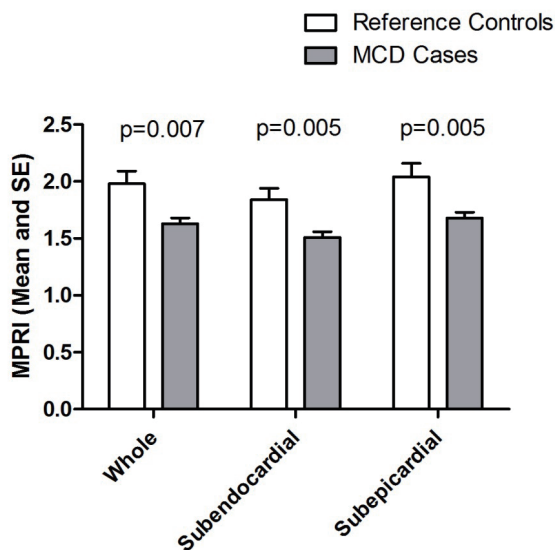 Reference Controls
MCD Cases
p=0.007 p=0.005 p=0.005
MPRI (Mean and SE)
2.5
2.0
1.5
1.0
0.5
0.0
Whole
Subendocardial
Subepicardial